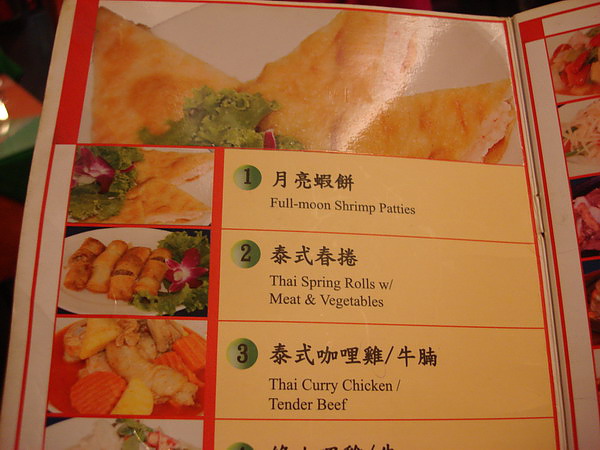 1 月亮蝦餅
Full-moon Shrimp Patties
2 泰式春捲
Thai Spring Rolls w/
Meat & Vegetables
3 泰式咖哩雞/牛腩
Thai Curry Chicken /
Tender Beef